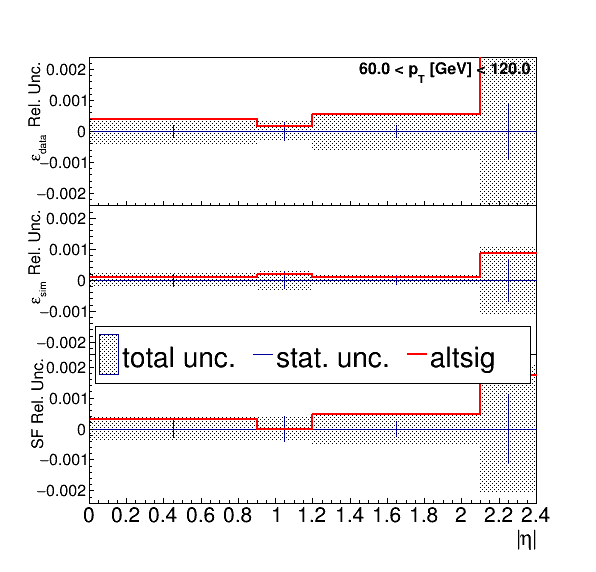 60.0 < p_T [GeV] < 120.0
ε_data Rel. Unc.
0.002
0.001
0
−0.001
−0.002
ε_sim Rel. Unc.
0.002
0.001
0
−0.001
−0.002
total unc. stat. unc. altsig
SF Rel. Unc.
0.002
0.001
0
−0.001
−0.002
0 0.2 0.4 0.6 0.8 1 1.2 1.4 1.6 1.8 2 2.2 2.4
|η|